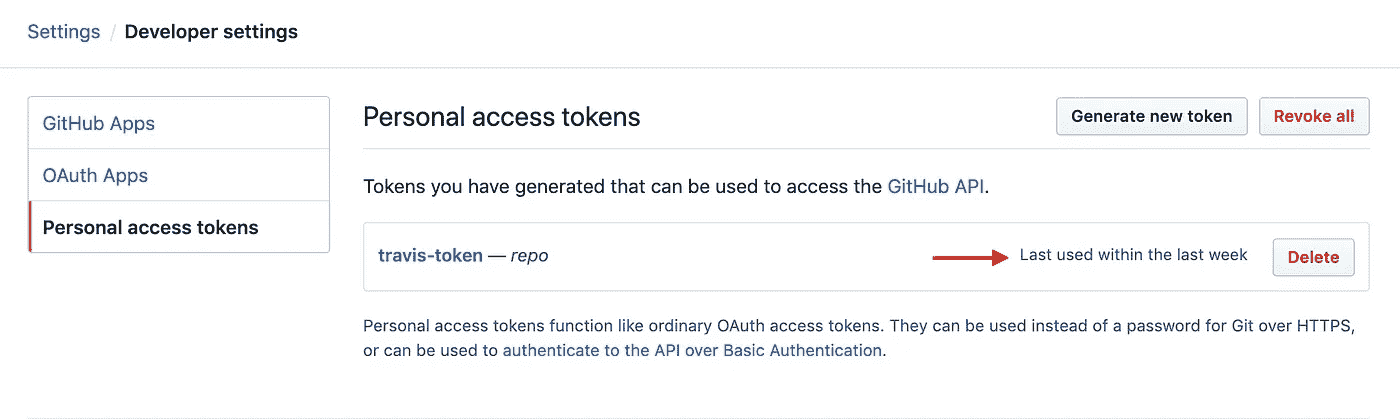 Settings / Developer settings
GitHub Apps
OAuth Apps
Personal access tokens
Personal access tokens
Generate new token
Revoke all
Tokens you have generated that can be used to access the GitHub API.
travis-token — repo
Last used within the last week
Delete
Personal access tokens function like ordinary OAuth access tokens. They can be used instead of a password for Git over HTTPS,
or can be used to authenticate to the API over Basic Authentication.